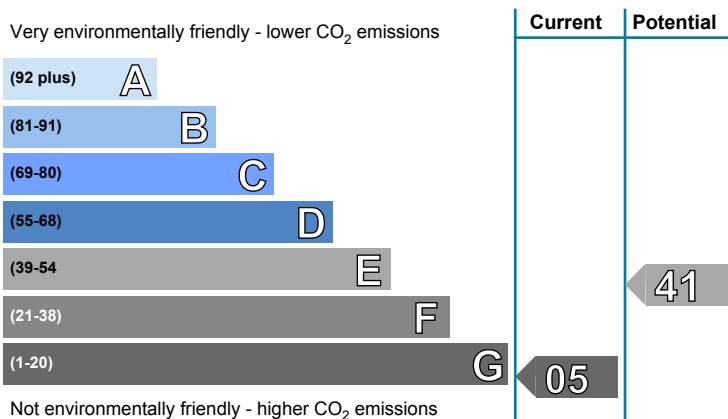 Current Potential
Very environmentally friendly - lower CO2 emissions
(92 plus) A
(81-91) B
(69-80) C
(55-68) D
(39-54 E
41
(21-38) F
(1-20) G
05
Not environmentally friendly - higher CO2 emissions